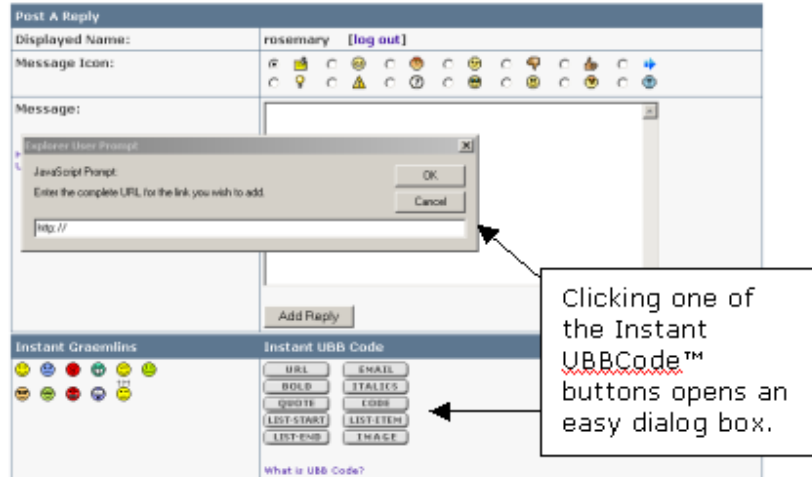 Post A Reply
Displayed Name: rosemary [log out]
Message Icon:
Message:
Explorer User Prompt
JavaScript Prompt:
Enter the complete URL for the link you wish to add.
OK
Cancel
http://
Add Reply
Clicking one of
the Instant
UBBCode™
buttons opens an
easy dialog box.
Instant Graemlins
Instant UBB Code
URL EMAIL
BOLD ITALICS
QUOTE CODE
LIST-START LIST-ITEM
LIST-END IMAGE
What is UBB Code?